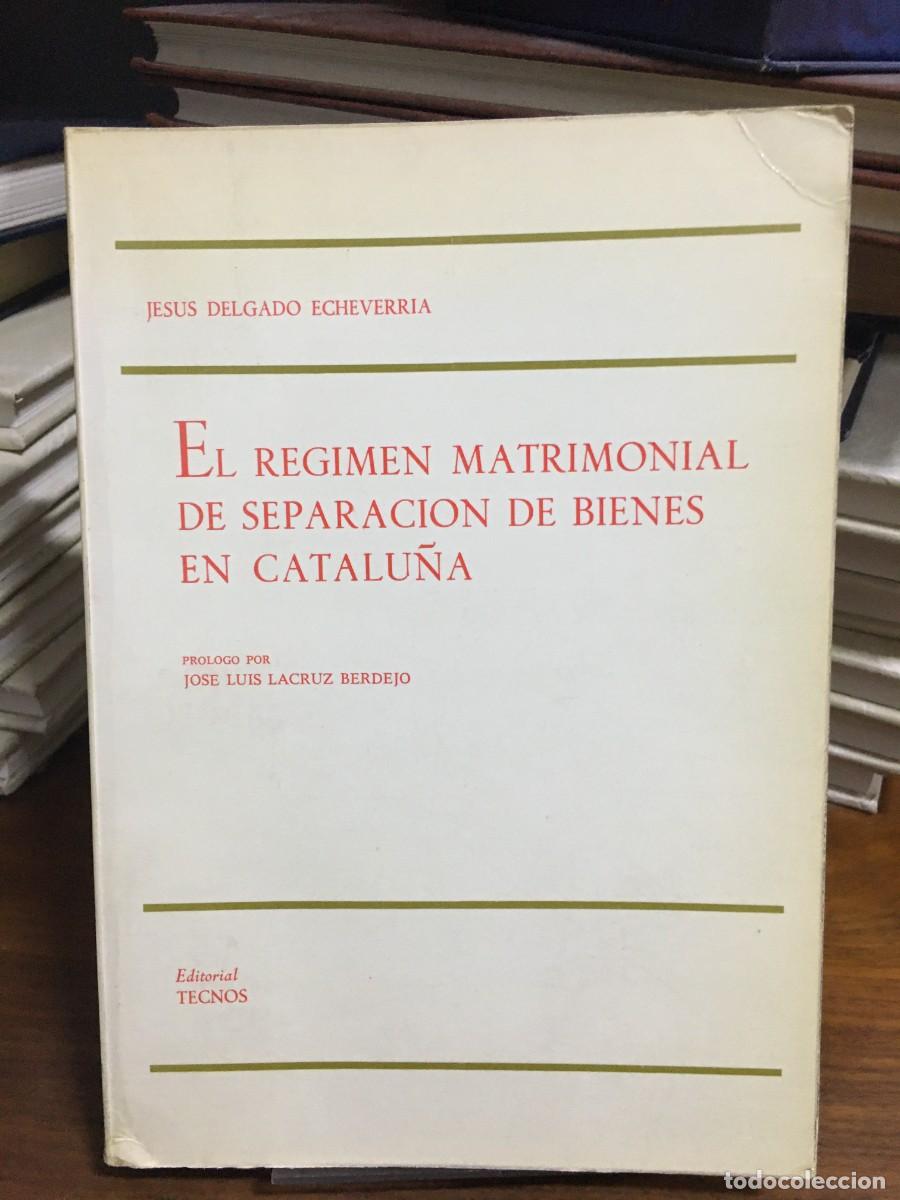 JESUS DELGADO ECHEVERRIA
EL REGIMEN MATRIMONIAL
DE SEPARACION DE BIENES
EN CATALUÑA
PROLOGO POR
JOSE LUIS LACRUZ BERDEJO
Editorial
TECNOS
todocoleccion